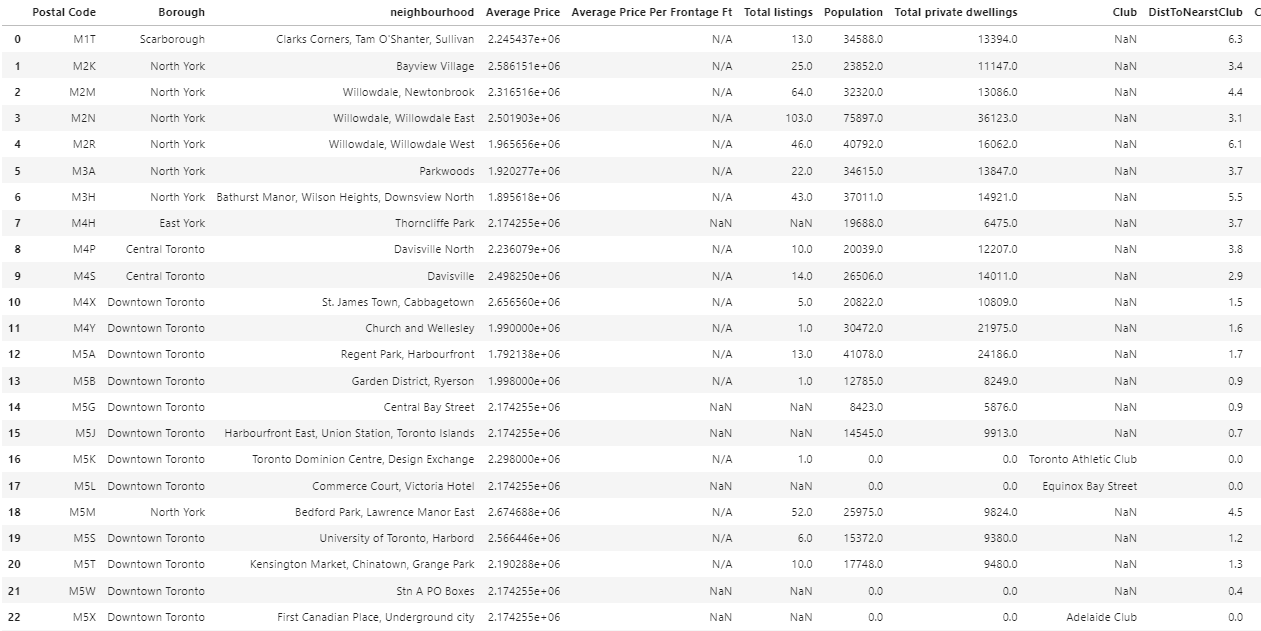 Postal Code Borough neighbourhood Average Price Average Price Per Frontage Ft Total listings Population Total private dwellings Club DistToNearstClub C
0 M1T Scarborough Clarks Corners, Tam O'Shanter, Sullivan 2.245437e+06 N/A 13.0 34588.0 13394.0 NaN 6.3
1 M2K North York Bayview Village 2.586151e+06 N/A 25.0 23852.0 11147.0 NaN 3.4
2 M2M North York Willowdale, Newtonbrook 2.316516e+06 N/A 64.0 32320.0 13086.0 NaN 4.4
3 M2N North York Willowdale, Willowdale East 2.501903e+06 N/A 103.0 75897.0 36123.0 NaN 3.1
4 M2R North York Willowdale, Willowdale West 1.965656e+06 N/A 46.0 40792.0 16062.0 NaN 6.1
5 M3A North York Parkwoods 1.920277e+06 N/A 22.0 34615.0 13847.0 NaN 3.7
6 M3H North York Bathurst Manor, Wilson Heights, Downsview North 1.895618e+06 N/A 43.0 37011.0 14921.0 NaN 5.5
7 M4H East York Thorncliffe Park 2.174255e+06 NaN NaN 19688.0 6475.0 NaN 3.7
8 M4P Central Toronto Davisville North 2.236079e+06 N/A 10.0 20039.0 12207.0 NaN 3.8
9 M4S Central Toronto Davisville 2.498250e+06 N/A 14.0 26506.0 14011.0 NaN 2.9
10 M4X Downtown Toronto St. James Town, Cabbagetown 2.656560e+06 N/A 5.0 20822.0 10809.0 NaN 1.5
11 M4Y Downtown Toronto Church and Wellesley 1.990000e+06 N/A 1.0 30472.0 21975.0 NaN 1.6
12 M5A Downtown Toronto Regent Park, Harbourfront 1.792138e+06 N/A 13.0 41078.0 24186.0 NaN 1.7
13 M5B Downtown Toronto Garden District, Ryerson 1.998000e+06 N/A 1.0 12785.0 8249.0 NaN 0.9
14 M5G Downtown Toronto Central Bay Street 2.174255e+06 NaN NaN 8423.0 5876.0 NaN 0.9
15 M5J Downtown Toronto Harbourfront East, Union Station, Toronto Islands 2.174255e+06 NaN NaN 14545.0 9913.0 NaN 0.7
16 M5K Downtown Toronto Toronto Dominion Centre, Design Exchange 2.298000e+06 N/A 1.0 0.0 0.0 Toronto Athletic Club 0.0
17 M5L Downtown Toronto Commerce Court, Victoria Hotel 2.174255e+06 NaN NaN 0.0 0.0 Equinox Bay Street 0.0
18 M5M North York Bedford Park, Lawrence Manor East 2.674688e+06 N/A 52.0 25975.0 9824.0 NaN 4.5
19 M5S Downtown Toronto University of Toronto, Harbord 2.566446e+06 N/A 6.0 15372.0 9380.0 NaN 1.2
20 M5T Downtown Toronto Kensington Market, Chinatown, Grange Park 2.190288e+06 N/A 10.0 17748.0 9480.0 NaN 1.3
21 M5W Downtown Toronto Stn A PO Boxes 2.174255e+06 NaN NaN 0.0 0.0 NaN 0.4
22 M5X Downtown Toronto First Canadian Place, Underground city 2.174255e+06 NaN NaN 0.0 0.0 Adelaide Club 0.0